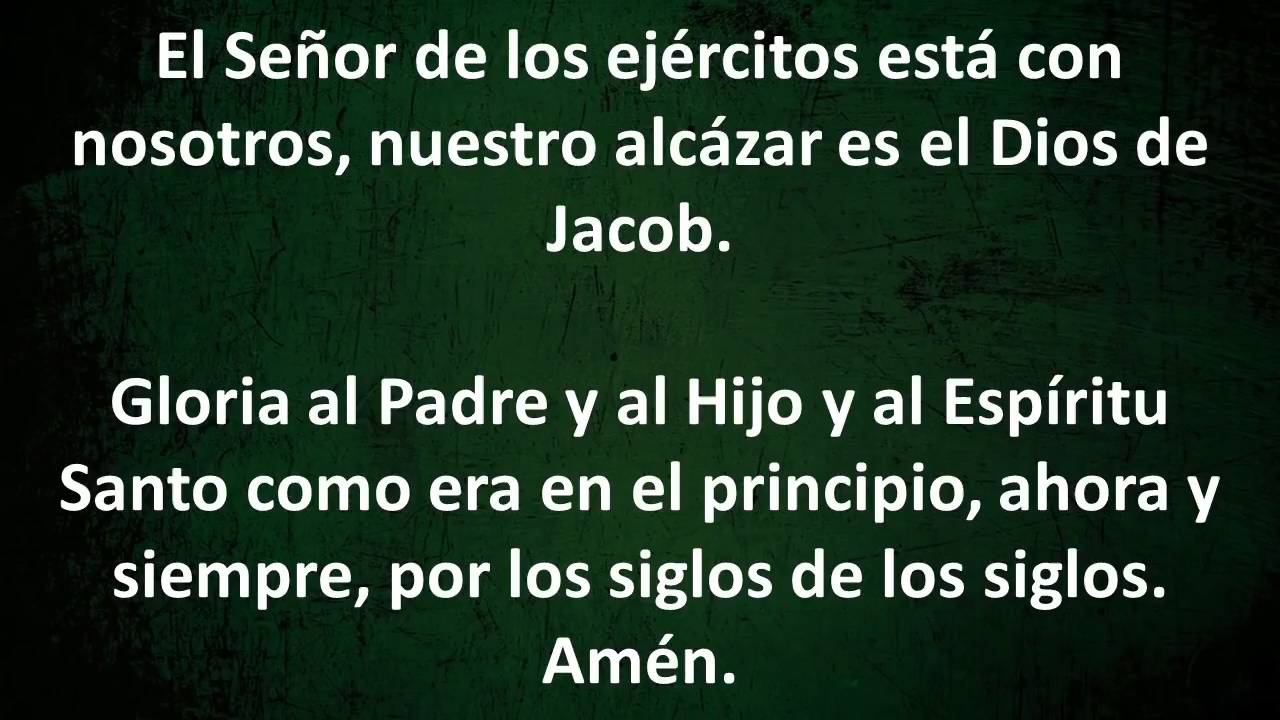 El Señor de los ejércitos está con
nosotros, nuestro alcázar es el Dios de
Jacob.
Gloria al Padre y al Hijo y al Espíritu
Santo como era en el principio, ahora y
siempre, por los siglos de los siglos.
Amén.